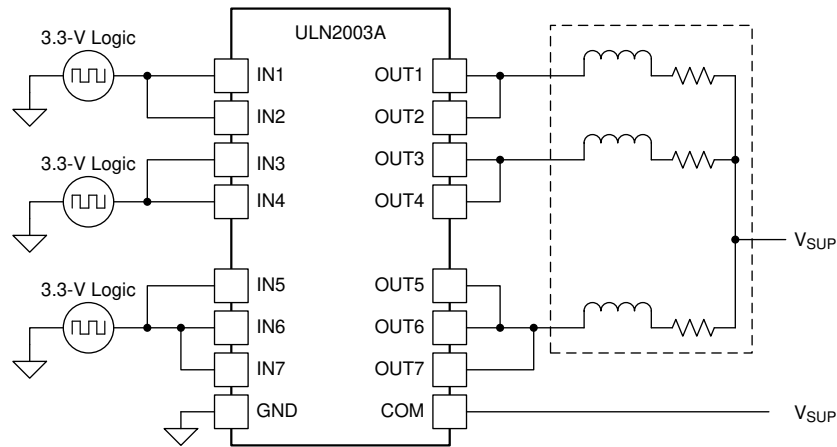 ULN2003A
3.3-V Logic
IN1
OUT1
IN2
OUT2
3.3-V Logic
IN3
OUT3
IN4
OUT4
VSUP
3.3-V Logic
IN5
OUT5
IN6
OUT6
IN7
OUT7
GND
COM
VSUP